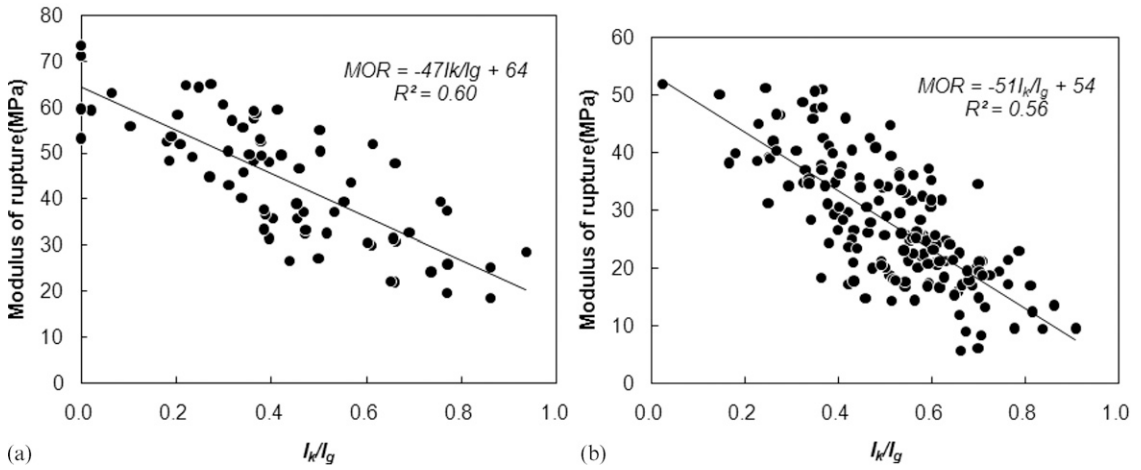 80
70
60
50
40
30
20
10
0
Modulus of rupture(MPa)
MOR = -47Ik/Ig + 64
R² = 0.60
0.0 0.2 0.4 0.6 0.8 1.0
(a)
Ik/Ig
60
50
40
30
20
10
0
Modulus of rupture(MPa)
MOR = -51Ik/Ig + 54
R² = 0.56
0.0 0.2 0.4 0.6 0.8 1.0
(b)
Ik/Ig